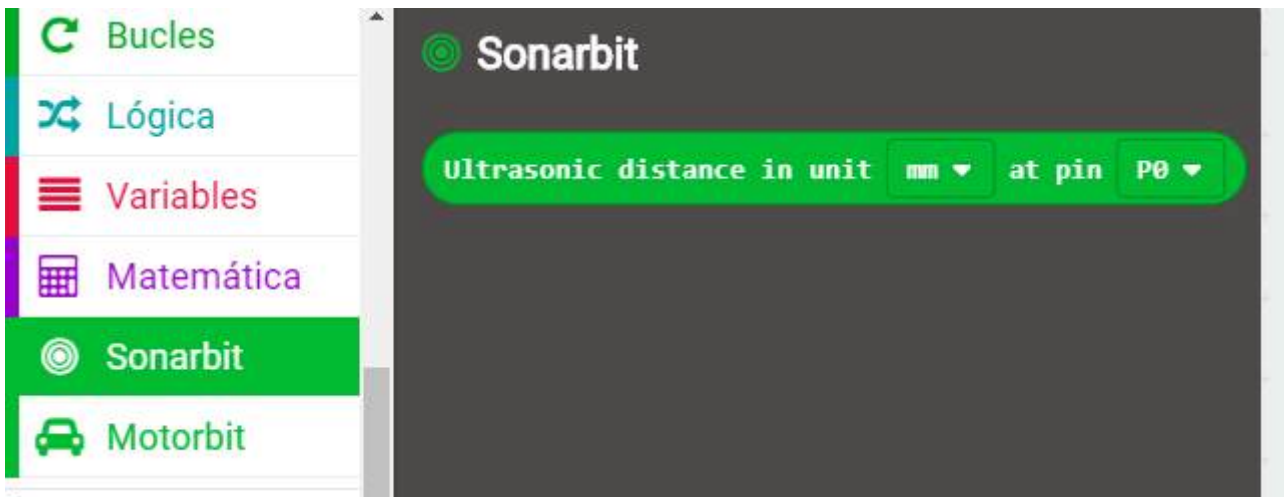 Bucles
Lógica
Variables
Matemática
Sonarbit
Motorbit
Sonarbit
Ultrasonic distance in unit mm at pin P0